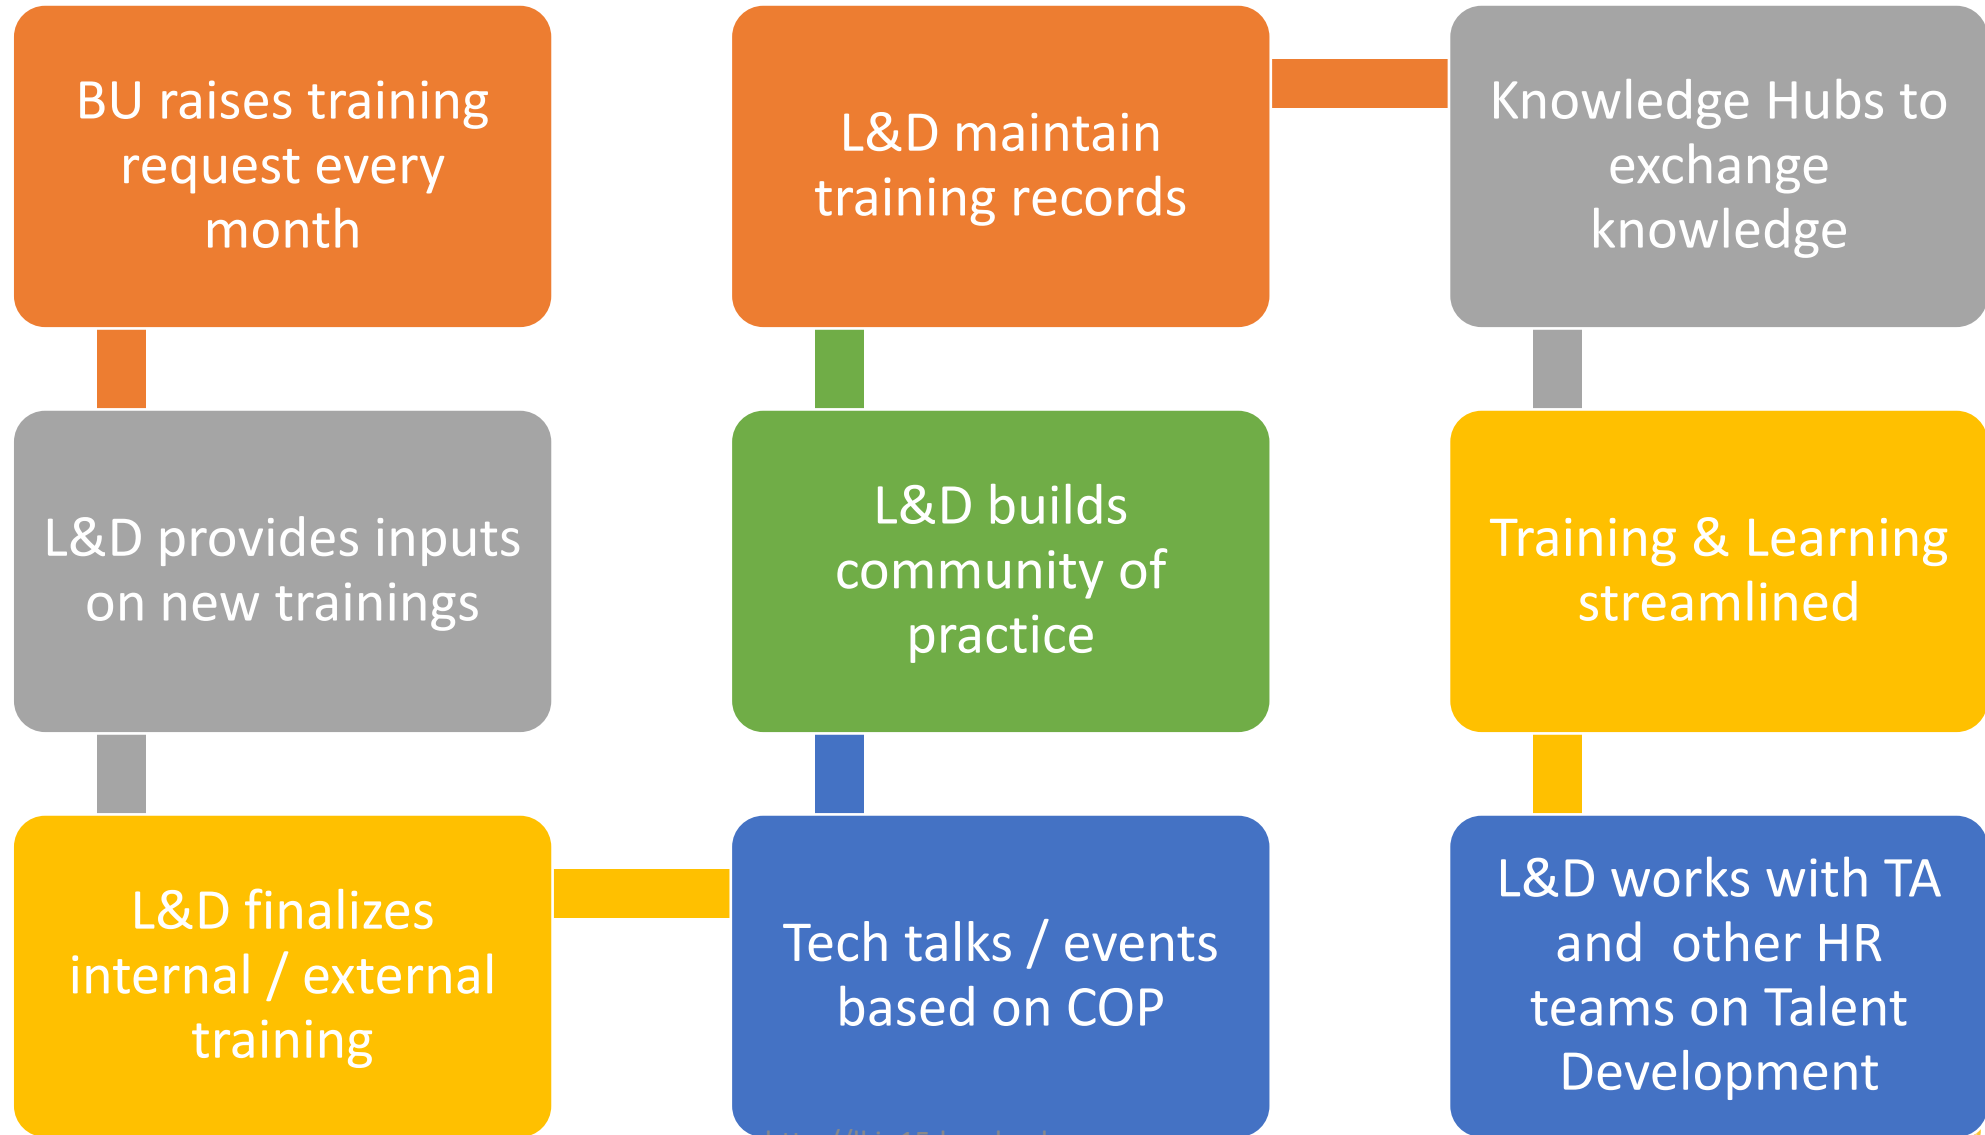 BU raises training
request every
month
L&D provides inputs
on new trainings
L&D finalizes
internal / external
training
Tech talks / events
based on COP
L&D builds
community of
practice
L&D maintain
training records
Knowledge Hubs to
exchange
knowledge
Training & Learning
streamlined
L&D works with TA
and other HR
teams on Talent
Development